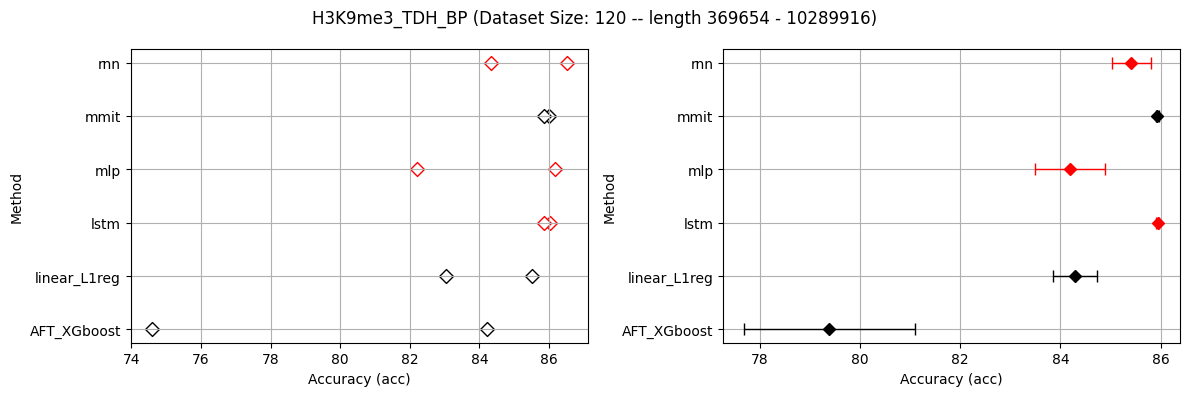 H3K9me3_TDH_BP (Dataset Size: 120 -- length 369654 - 10289916)
Method
rnn
mmit
mlp
lstm
linear_L1reg
AFT_XGboost
74 76 78 80 82 84 86
Accuracy (acc)
Method
rnn
mmit
mlp
lstm
linear_L1reg
AFT_XGboost
78 80 82 84 86
Accuracy (acc)